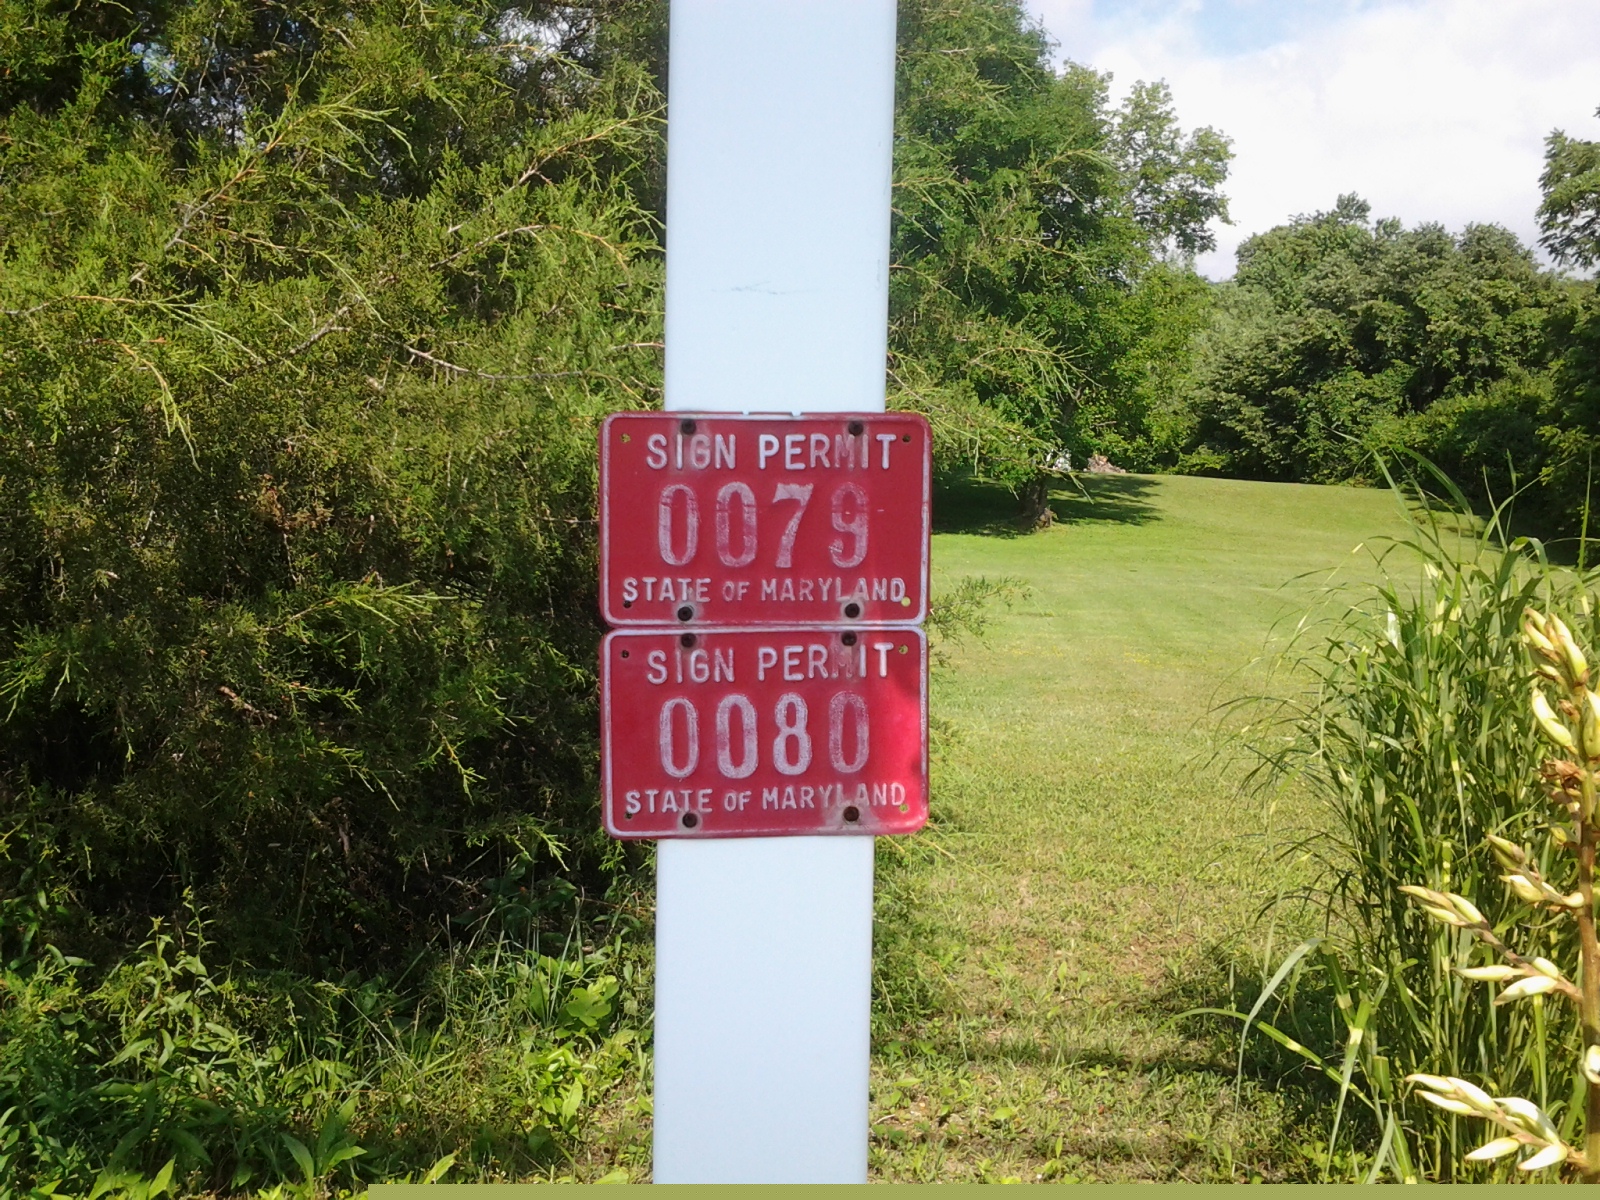 SIGN PERMIT
0079
STATE OF MARYLAND
SIGN PERMIT
0080
STATE OF MARYLAND